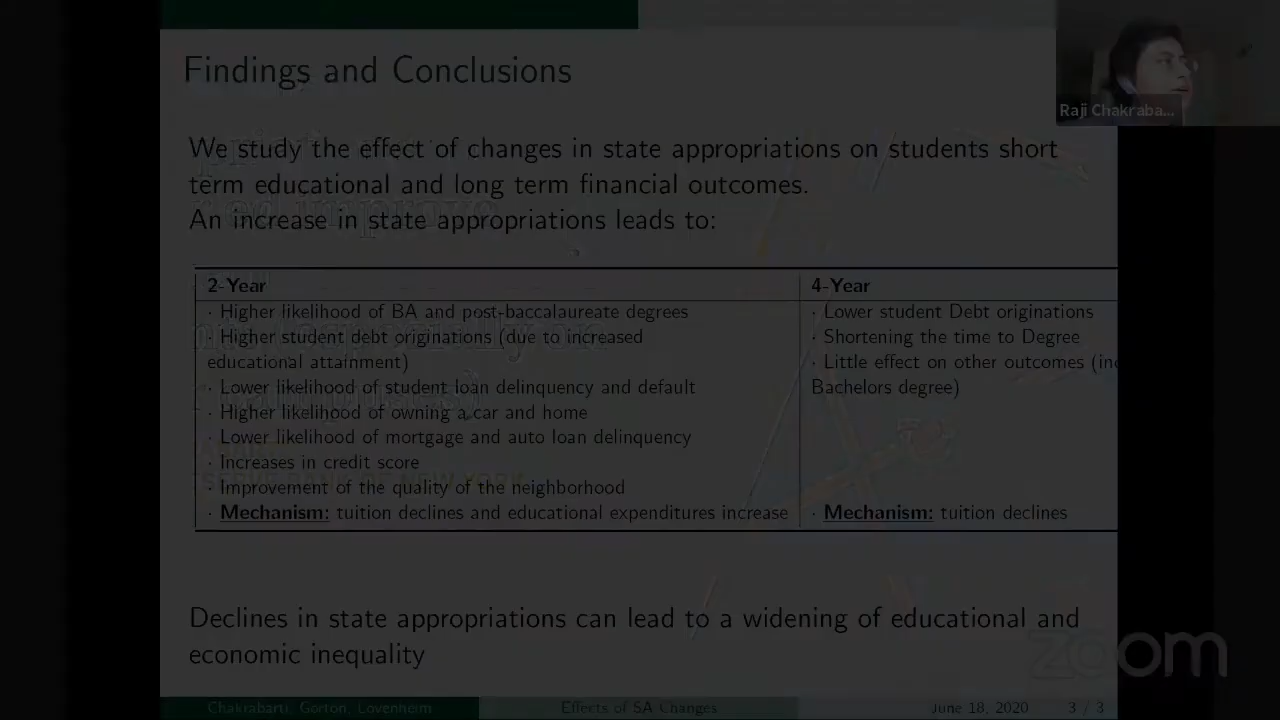 Findings and Conclusions
Raji Chakraba...
We study the effect of changes in state appropriations on students short
term educational and long term financial outcomes.
An increase in state appropriations leads to:
2-Year
· Higher likelihood of BA and post-baccalaureate degrees
· Higher student debt originations (due to increased
educational attainment)
· Lower likelihood of student loan delinquency and default
· Higher likelihood of owning a car and home
· Lower likelihood of mortgage and auto loan delinquency
· Increases in credit score
· Improvement of the quality of the neighborhood
· Mechanism: tuition declines and educational expenditures increase
4-Year
· Lower student Debt originations
· Shortening the time to Degree
· Little effect on other outcomes (inc
Bachelors degree)
· Mechanism: tuition declines
Declines in state appropriations can lead to a widening of educational and
economic inequality
zoom
Chakrabarti, Gorton, Lovenheim
Effects of SA Changes
June 18, 2020
3 / 3